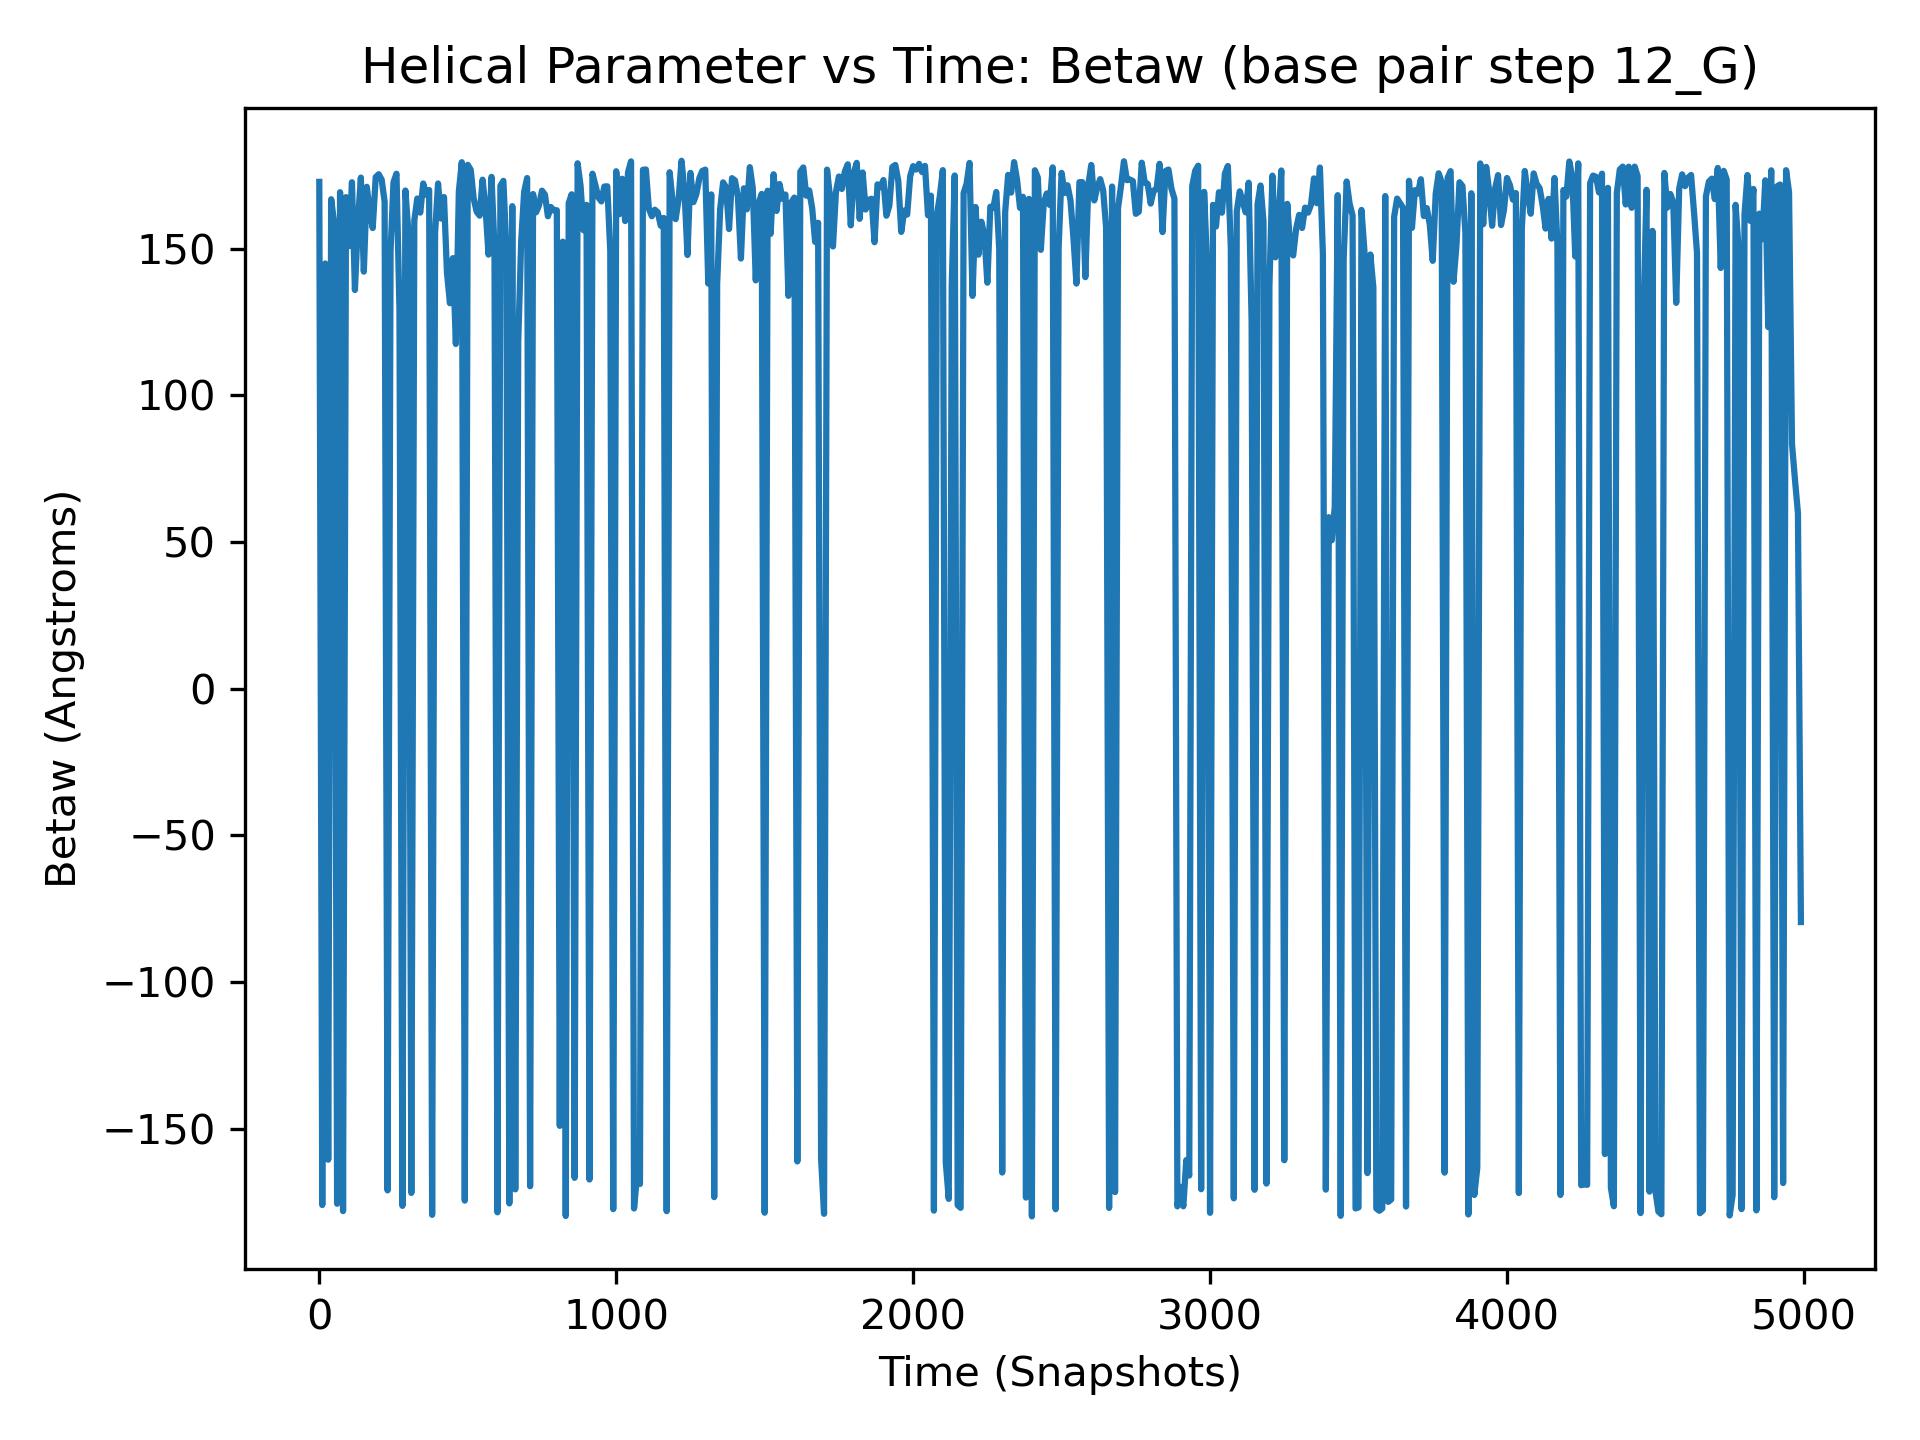 Helical Parameter vs Time: Betaw (base pair step 12_G)
150
100
50
0
−50
−100
−150
Betaw (Angstroms)
0 1000 2000 3000 4000 5000
Time (Snapshots)